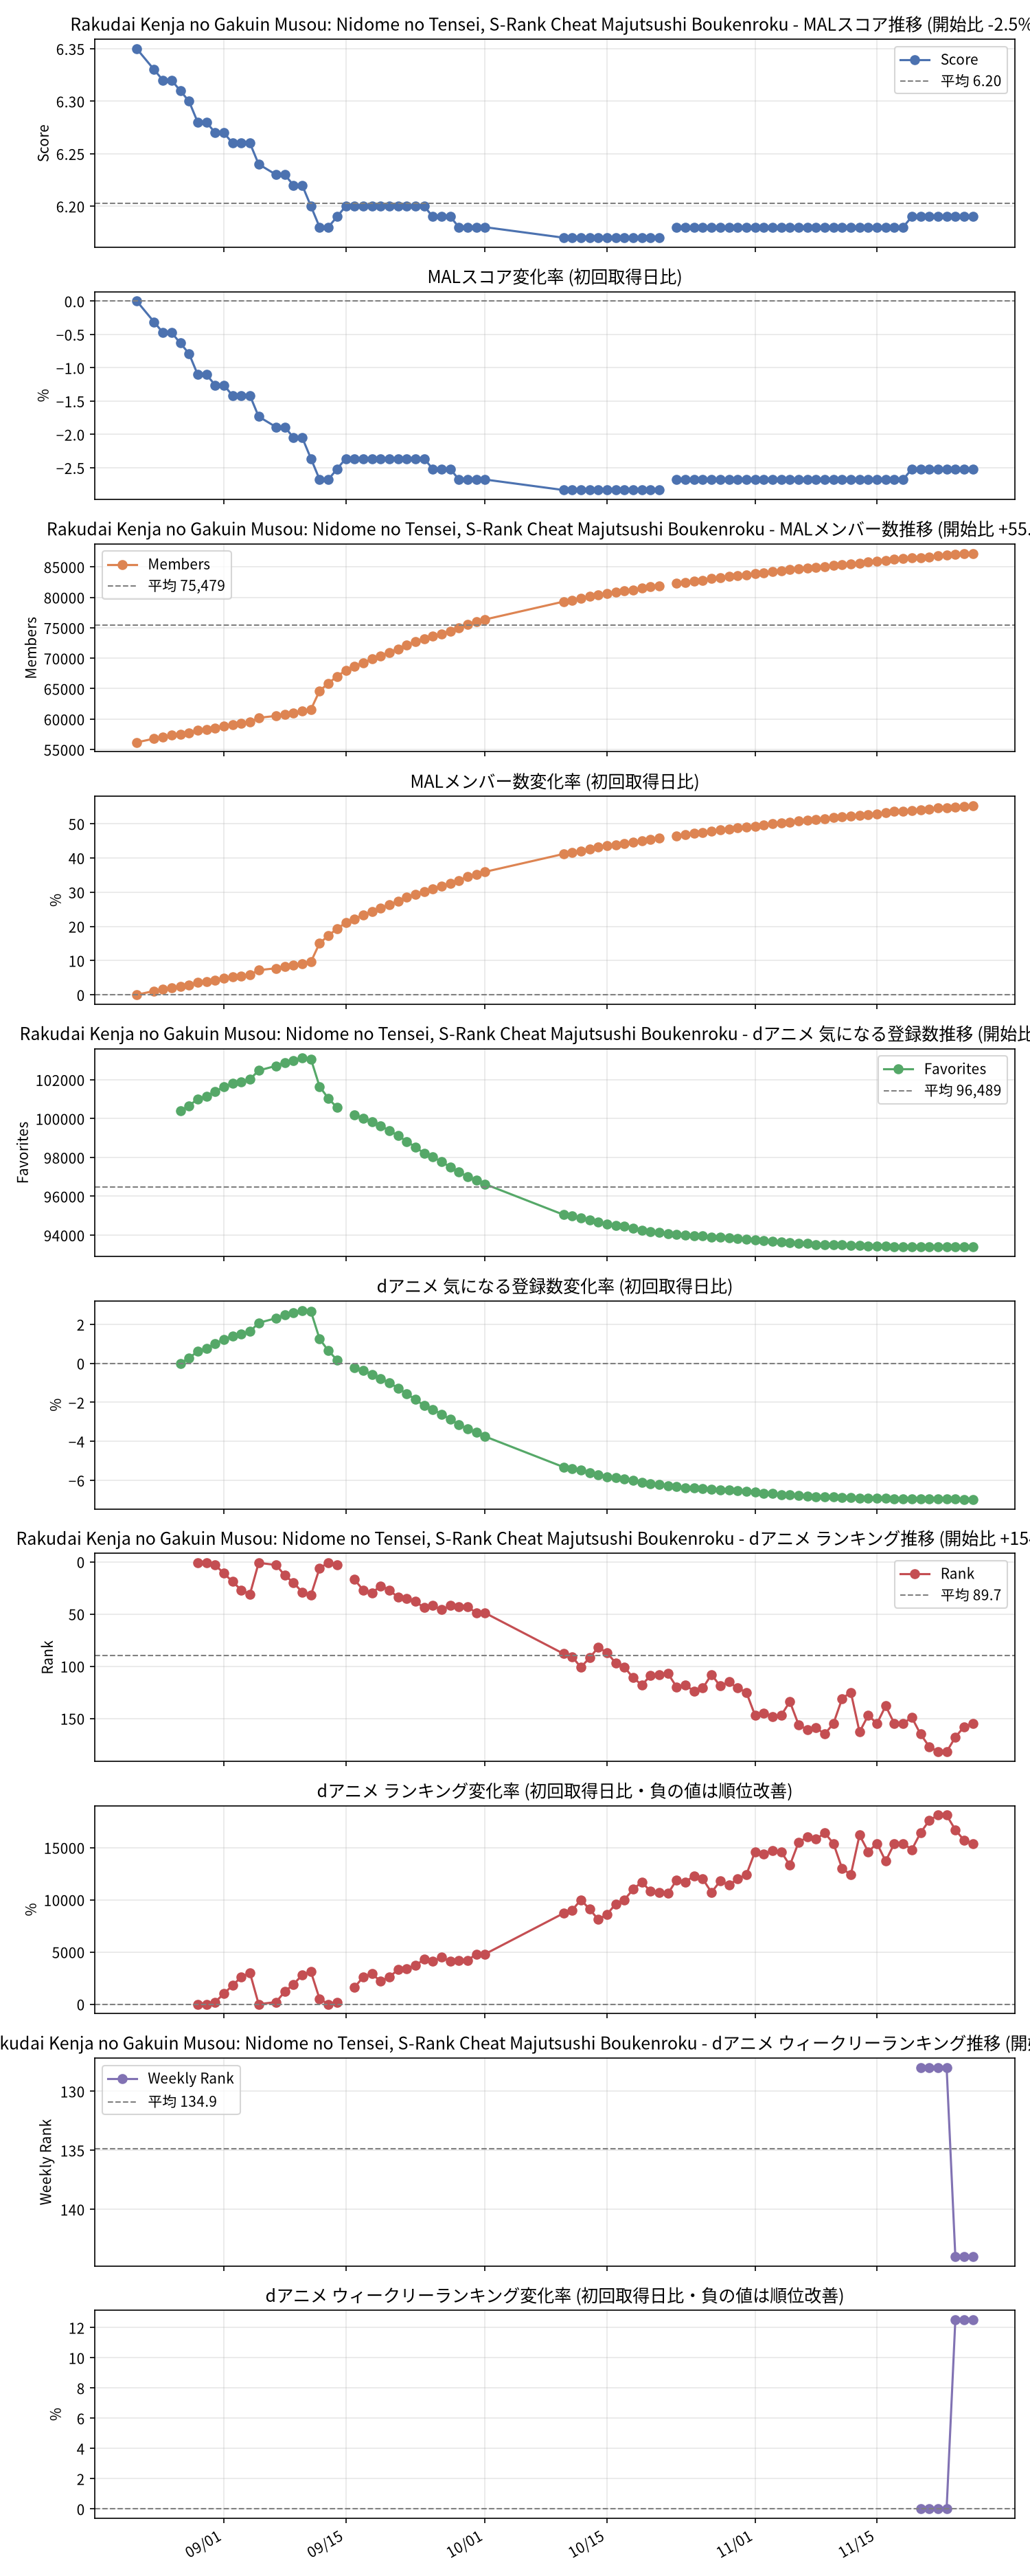 Rakudai Kenja no Gakuin Musou: Nidome no Tensei, S-Rank Cheat Majutsushi Boukenroku - MALスコア推移 (開始比 -2.5%
6.35
6.30
6.25
6.20
Score
Score
平均 6.20
MALスコア変化率 (初回取得日比)
0.0
−0.5
−1.0
−1.5
−2.0
−2.5
%
Rakudai Kenja no Gakuin Musou: Nidome no Tensei, S-Rank Cheat Majutsushi Boukenroku - MALメンバー数推移 (開始比 +55.
85000
80000
75000
70000
65000
60000
55000
Members
Members
平均 75,479
MALメンバー数変化率 (初回取得日比)
50
40
30
20
10
0
%
Rakudai Kenja no Gakuin Musou: Nidome no Tensei, S-Rank Cheat Majutsushi Boukenroku - dアニメ 気になる登録数推移 (開始比
102000
100000
98000
96000
94000
Favorites
Favorites
平均 96,489
dアニメ 気になる登録数変化率 (初回取得日比)
2
0
−2
−4
−6
%
Rakudai Kenja no Gakuin Musou: Nidome no Tensei, S-Rank Cheat Majutsushi Boukenroku - dアニメ ランキング推移 (開始比 +15
0
50
100
150
Rank
Rank
平均 89.7
dアニメ ランキング変化率 (初回取得日比・負の値は順位改善)
15000
10000
5000
0
%
kudai Kenja no Gakuin Musou: Nidome no Tensei, S-Rank Cheat Majutsushi Boukenroku - dアニメ ウィークリーランキング推移 (開
130
135
140
Weekly Rank
Weekly Rank
平均 134.9
dアニメ ウィークリーランキング変化率 (初回取得日比・負の値は順位改善)
12
10
8
6
4
2
0
%
09/01
09/15
10/01
10/15
11/01
11/15